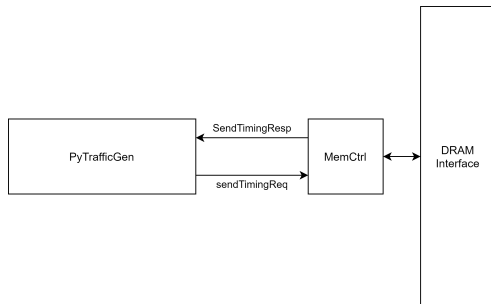 SendTimingResp
PyTrafficGen
MemCtrl
DRAM
Interface
sendTimingReq